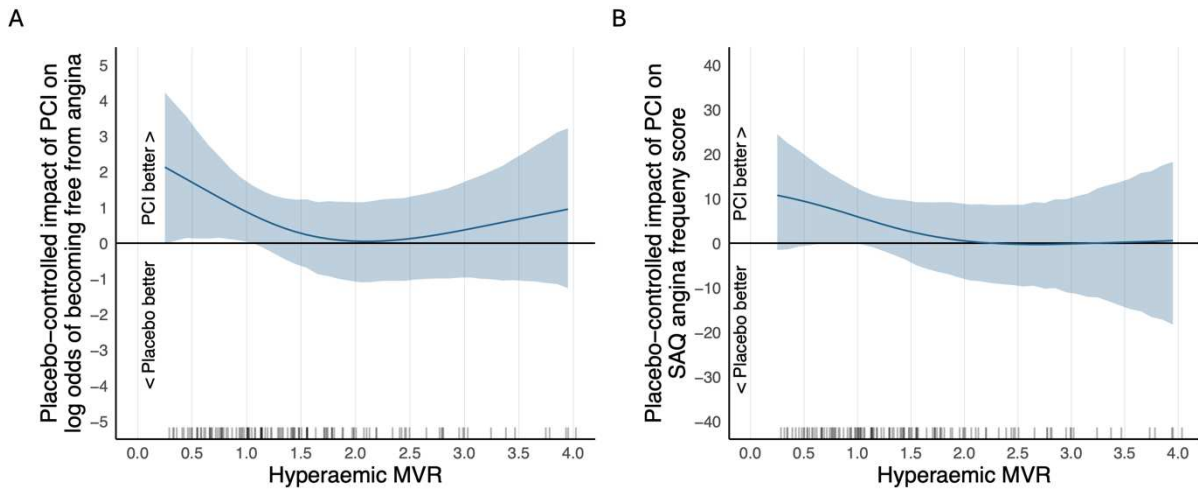 A
Placebo−controlled impact of PCI on
log odds of becoming free from angina
< Placebo better
PCI better >
5
4
3
2
1
0
−1
−2
−3
−4
−5
0.0 0.5 1.0 1.5 2.0 2.5 3.0 3.5 4.0
Hyperaemic MVR
B
Placebo−controlled impact of PCI on
SAQ angina frequeny score
< Placebo better
PCI better >
40
30
20
10
0
−10
−20
−30
−40
0.0 0.5 1.0 1.5 2.0 2.5 3.0 3.5 4.0
Hyperaemic MVR